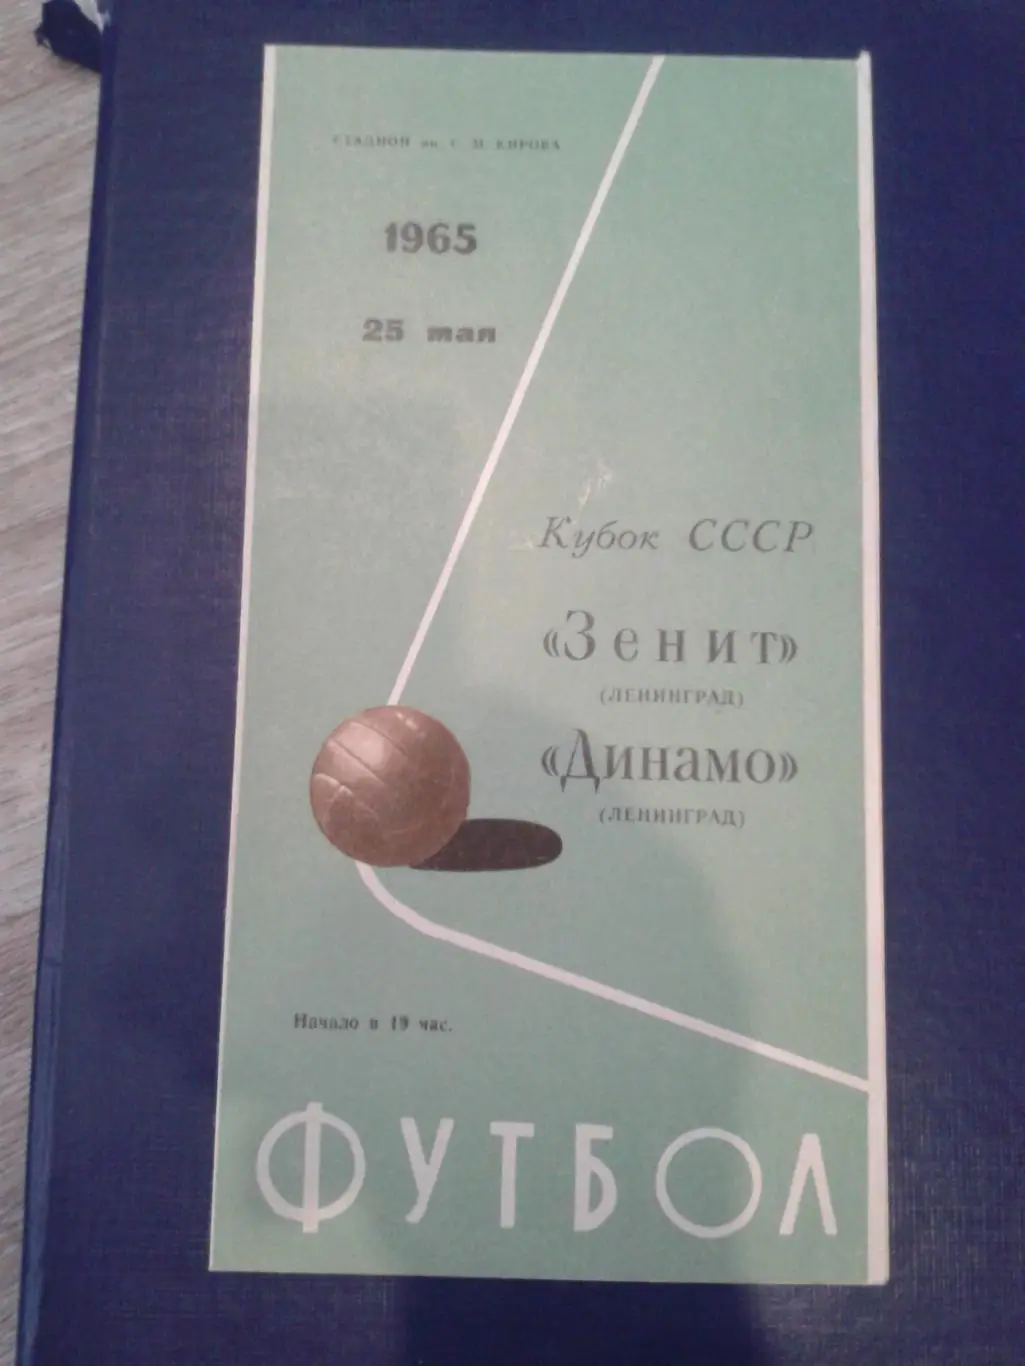 СТАДИОН им. С. М. КИРОВА
1965
25 мая
Кубок СССР
«Зенит»
(ЛЕНИНГРАД)
«Динамо»
(ЛЕНИНГРАД)
Начало в 19 час.
ФУТБОЛ